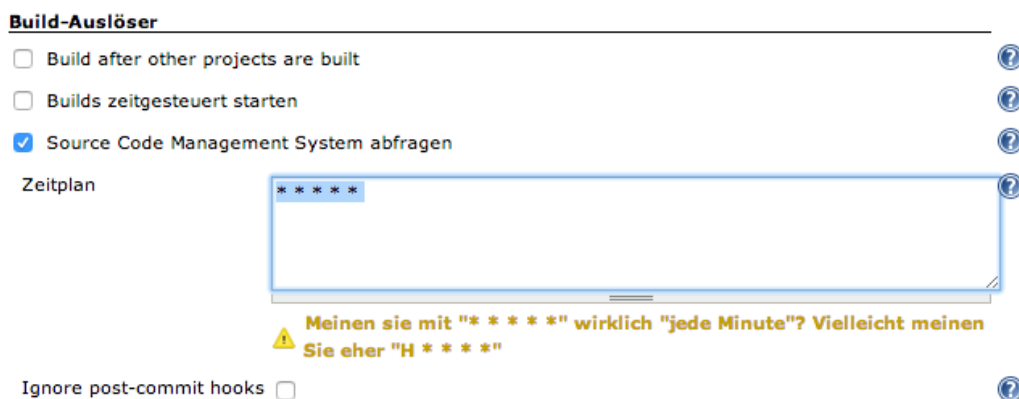 Build-Auslöser
Build after other projects are built
Builds zeitgesteuert starten
Source Code Management System abfragen
Zeitplan
* * * * *
Meinen sie mit "* * * * *" wirklich "jede Minute"? Vielleicht meinen
Sie eher "H * * * *"
Ignore post-commit hooks